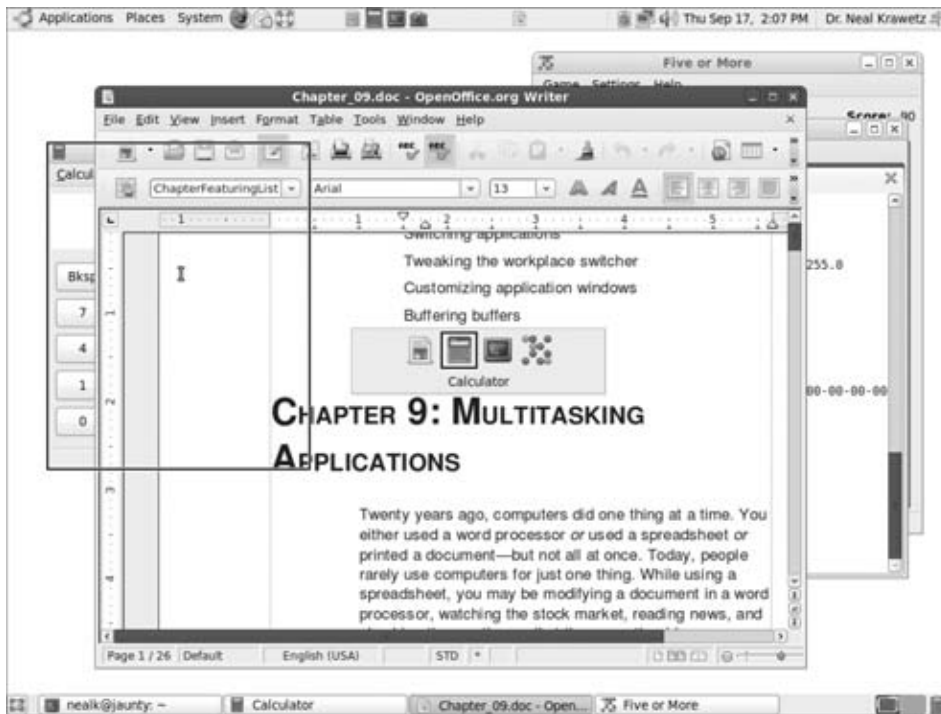 Applications Places System Thu Sep 17, 2:07 PM Dr. Neal Krawetz
Five or More
Game Settings Help
Score: 90
Chapter_09.doc - OpenOffice.org Writer
File Edit View Insert Format Table Tools Window Help
Calcul
ChapterFeaturingList Arial 13
1 1 2 3 4 5
Switching applications
Tweaking the workplace switcher
255.0
Customizing application windows
Bksp
Buffering buffers
7
4
Calculator
1
00-00-00-00
0
CHAPTER 9: MULTITASKING
APPLICATIONS
Twenty years ago, computers did one thing at a time. You
either used a word processor or used a spreadsheet or
printed a document—but not all at once. Today, people
rarely use computers for just one thing. While using a
spreadsheet, you may be modifying a document in a word
processor, watching the stock market, reading news, and
Page 1 / 26 Default English (USA) STD *
nealk@jaunty: ~ Calculator Chapter_09.doc - Open... Five or More